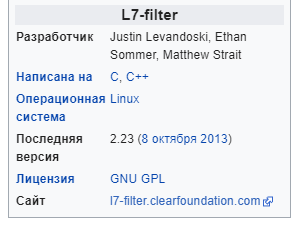 L7-filter
Разработчик Justin Levandoski, Ethan
Sommer, Matthew Strait
Написана на C, C++
Операционная Linux
система
Последняя 2.23 (8 октября 2013)
версия
Лицензия GNU GPL
Сайт l7-filter.clearfoundation.com